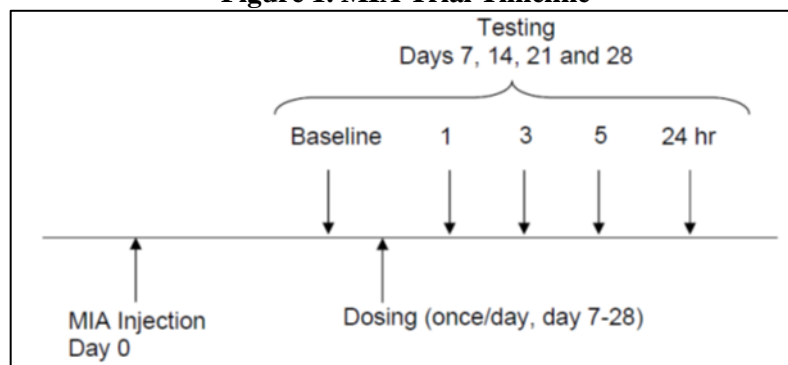 Figure 1. MIA Trial Timeline
Testing
Days 7, 14, 21 and 28
Baseline 1 3 5 24 hr
MIA Injection
Day 0
Dosing (once/day, day 7-28)